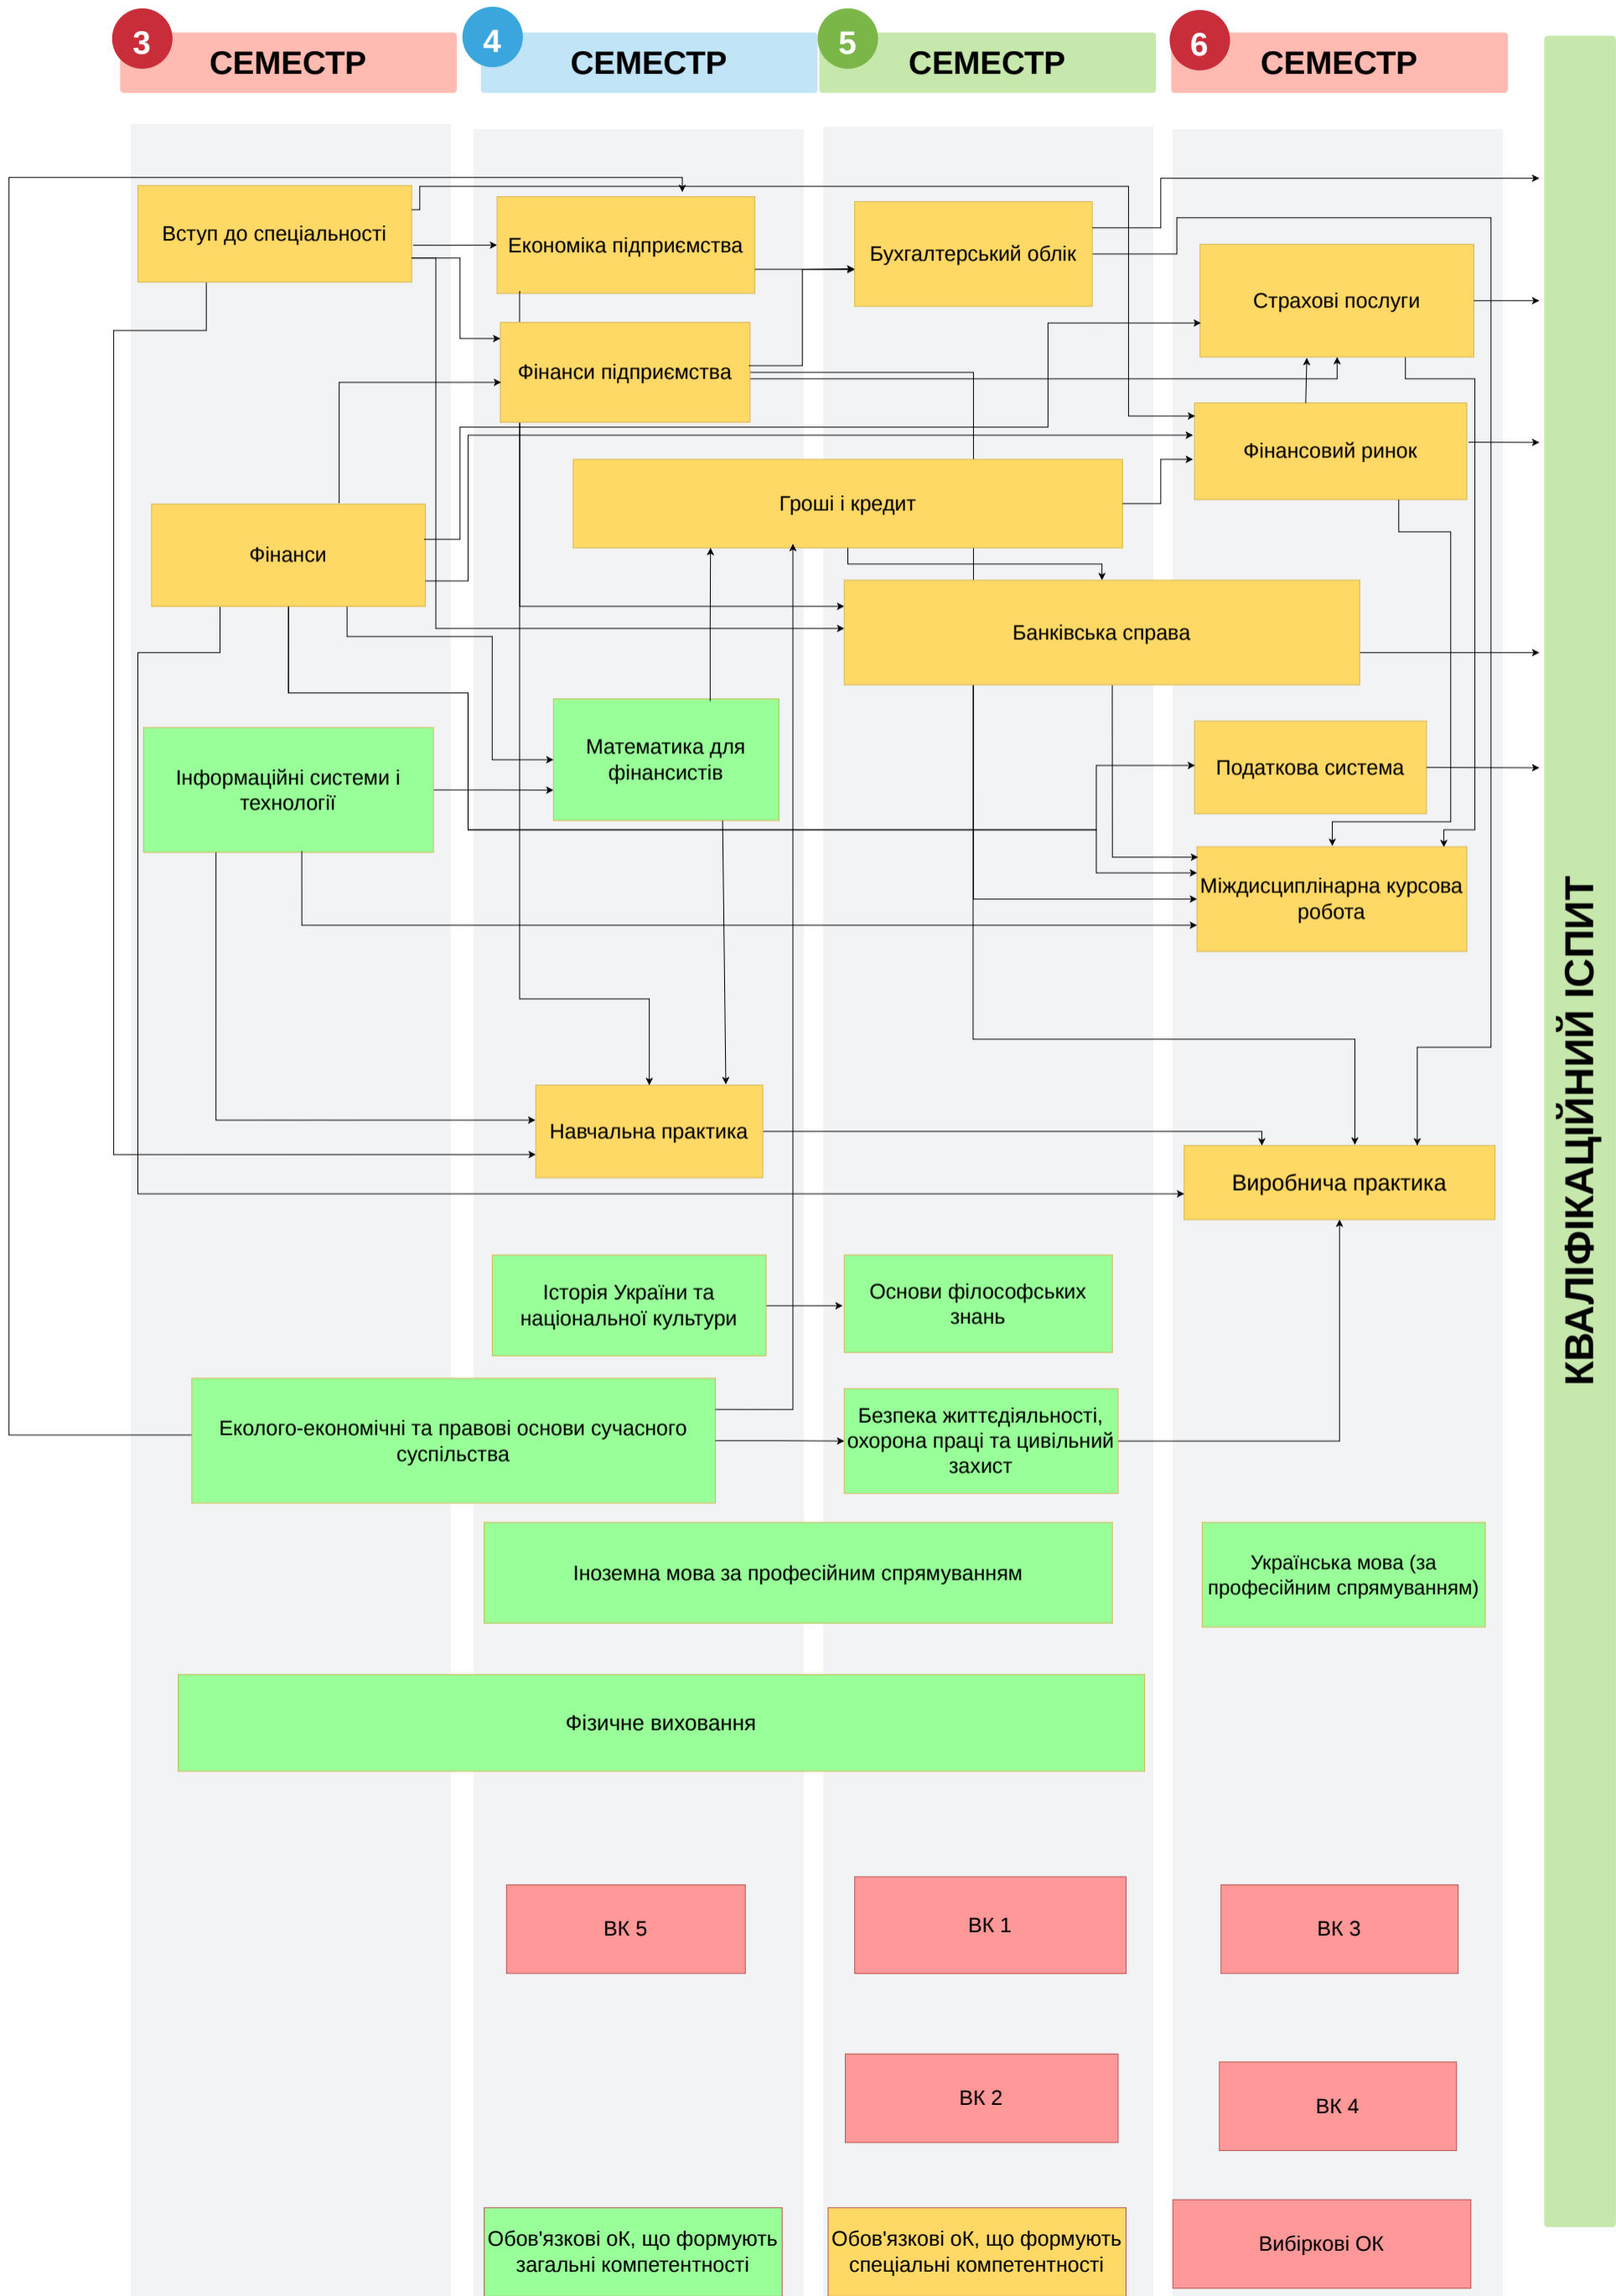 3
СЕМЕСТР
4
СЕМЕСТР
5
СЕМЕСТР
6
СЕМЕСТР
Вступ до спеціальності
Економіка підприємства
Бухгалтерський облік
Страхові послуги
Фінанси підприємства
Фінансовий ринок
Гроші і кредит
Фінанси
Банківська справа
Математика для
фінансистів
Інформаційні системи і
технології
Податкова система
Міждисциплінарна курсова
робота
Навчальна практика
Виробнича практика
Історія України та
національної культури
Основи філософських
знань
Еколого-економічні та правові основи сучасного
суспільства
Безпека життєдіяльності,
охорона праці та цивільний
захист
Іноземна мова за професійним спрямуванням
Українська мова (за
професійним спрямуванням)
Фізичне виховання
ВК 5
ВК 1
ВК 3
ВК 2
ВК 4
Обов'язкові оК, що формують
загальні компетентності
Обов'язкові оК, що формують
спеціальні компетентності
Вибіркові ОК
КВАЛІФІКАЦІЙНИЙ ІСПИТ